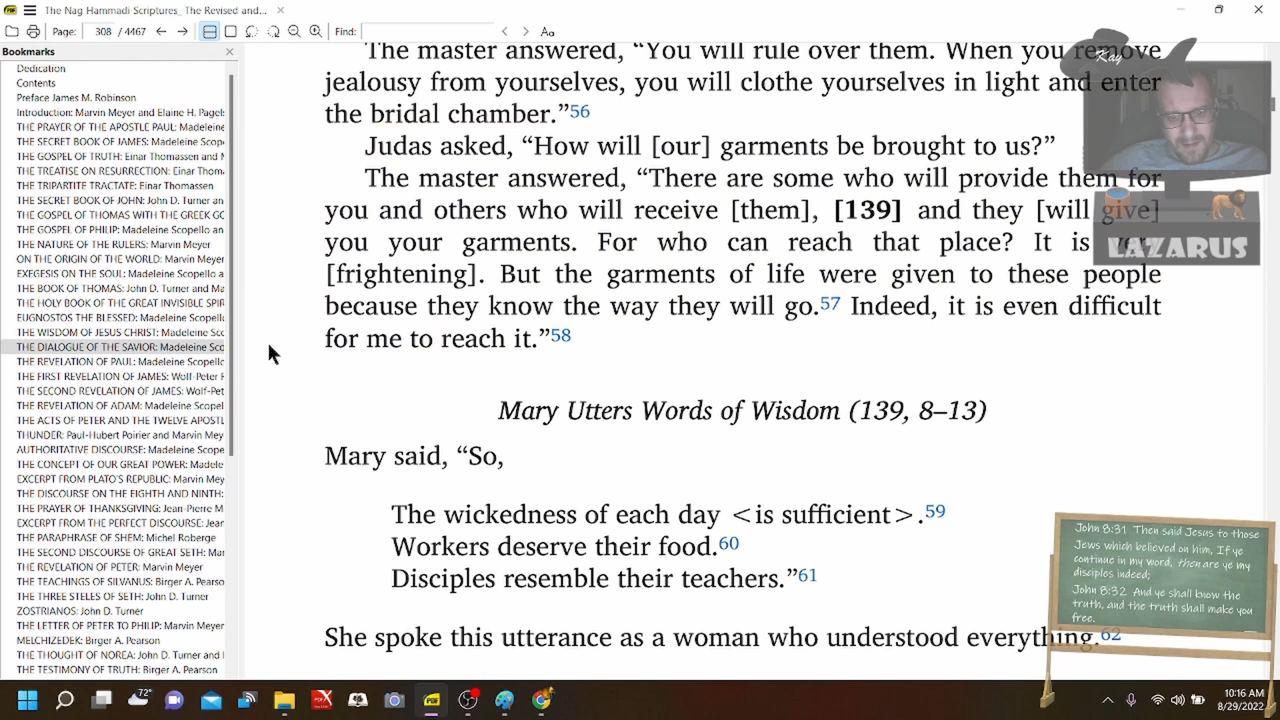 The Nag Hammadi Scriptures_ The Revised and...
Page: 308 / 4467 Find: Aa
Bookmarks
Dedication
Contents
Preface James M. Robinson
Introduction: Marvin Meyer and Elaine H. Pagels
THE PRAYER OF THE APOSTLE PAUL: Madeleine
THE SECRET BOOK OF JAMES: Madeleine Scop
THE GOSPEL OF TRUTH: Einar Thomassen and M
THE TREATISE ON RESURRECTION: Einar Thom
THE TRIPARTITE TRACTATE: Einar Thomassen
THE SECRET BOOK OF JOHN: John D. Turner and
THE GOSPEL OF THOMAS WITH THE GREEK GO
THE GOSPEL OF PHILIP: Madeleine Scopello and
THE NATURE OF THE RULERS: Marvin Meyer
ON THE ORIGIN OF THE WORLD: Marvin Meyer
EXEGESIS ON THE SOUL: Madeleine Scopello
THE BOOK OF THOMAS: John D. Turner and Ma
THE HOLY BOOK OF THE GREAT INVISIBLE SPIR
EUGNOSTOS THE BLESSED: Madeleine Scopell
THE WISDOM OF JESUS CHRIST: Madeleine Sco
THE DIALOGUE OF THE SAVIOR: Madeleine Sco
THE REVELATION OF PAUL: Madeleine Scopello
THE FIRST REVELATION OF JAMES: Wolf-Peter F
THE SECOND REVELATION OF JAMES: Wolf-Pet
THE REVELATION OF ADAM: Madeleine Scopel
THE ACTS OF PETER AND THE TWELVE APOSTL
THUNDER: Paul-Hubert Poirier and Marvin Mey
AUTHORITATIVE DISCOURSE: Madeleine Scope
THE CONCEPT OF OUR GREAT POWER: Madele
EXCERPT FROM PLATO'S REPUBLIC: Marvin Mey
THE DISCOURSE ON THE EIGHTH AND NINTH:
THE PRAYER OF THANKSGIVING: Jean-Pierre M
EXCERPT FROM THE PERFECT DISCOURSE: Jear
THE PARAPHRASE OF SHEM: Michel Roberge
THE SECOND DISCOURSE OF GREAT SETH: Mar
THE REVELATION OF PETER: Marvin Meyer
THE TEACHINGS OF SILVANUS: Birger A. Pearso
THE THREE STELES OF SETH: John D. Turner
ZOSTRIANOS: John D. Turner
THE LETTER OF PETER TO PHILIP: Marvin Meyer
MELCHIZEDEK: Birger A. Pearson
THE THOUGHT OF NOREA: John D. Turner and
THE TESTIMONY OF TRUTH: Birger A. Pearson
The master answered, “You will rule over them. When you remove
jealousy from yourselves, you will clothe yourselves in light and enter
the bridal chamber.”56
Judas asked, “How will [our] garments be brought to us?”
The master answered, “There are some who will provide them for
you and others who will receive [them], [139] and they [will give]
you your garments. For who can reach that place? It is
[frightening]. But the garments of life were given to these people
because they know the way they will go.57 Indeed, it is even difficult
for me to reach it.”58
Mary Utters Words of Wisdom (139, 8–13)
Mary said, “So,
The wickedness of each day <is sufficient>.59
Workers deserve their food.60
Disciples resemble their teachers.”61
She spoke this utterance as a woman who understood everything.62
Kay
LAZARUS
John 8:31 Then said Jesus to those
Jews which believed on him, If ye
continue in my word, then are ye my
disciples indeed;
John 8:32 And ye shall know the
truth, and the truth shall make you
free.
72°
10:16 AM
8/29/2022